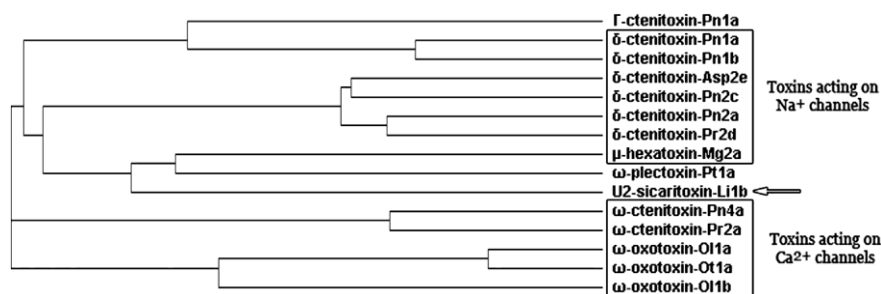 Γ-ctenitoxin-Pn1a
δ-ctenitoxin-Pn1a
δ-ctenitoxin-Pn1b
δ-ctenitoxin-Asp2e
δ-ctenitoxin-Pn2c
δ-ctenitoxin-Pn2a
δ-ctenitoxin-Pr2d
μ-hexatoxin-Mg2a
ω-plectoxin-Pt1a
U2-sicaritoxin-Li1b
ω-ctenitoxin-Pn4a
ω-ctenitoxin-Pr2a
ω-oxotoxin-Ol1a
ω-oxotoxin-Ot1a
ω-oxotoxin-Ol1b
Toxins acting on
Na+ channels
Toxins acting on
Ca2+ channels